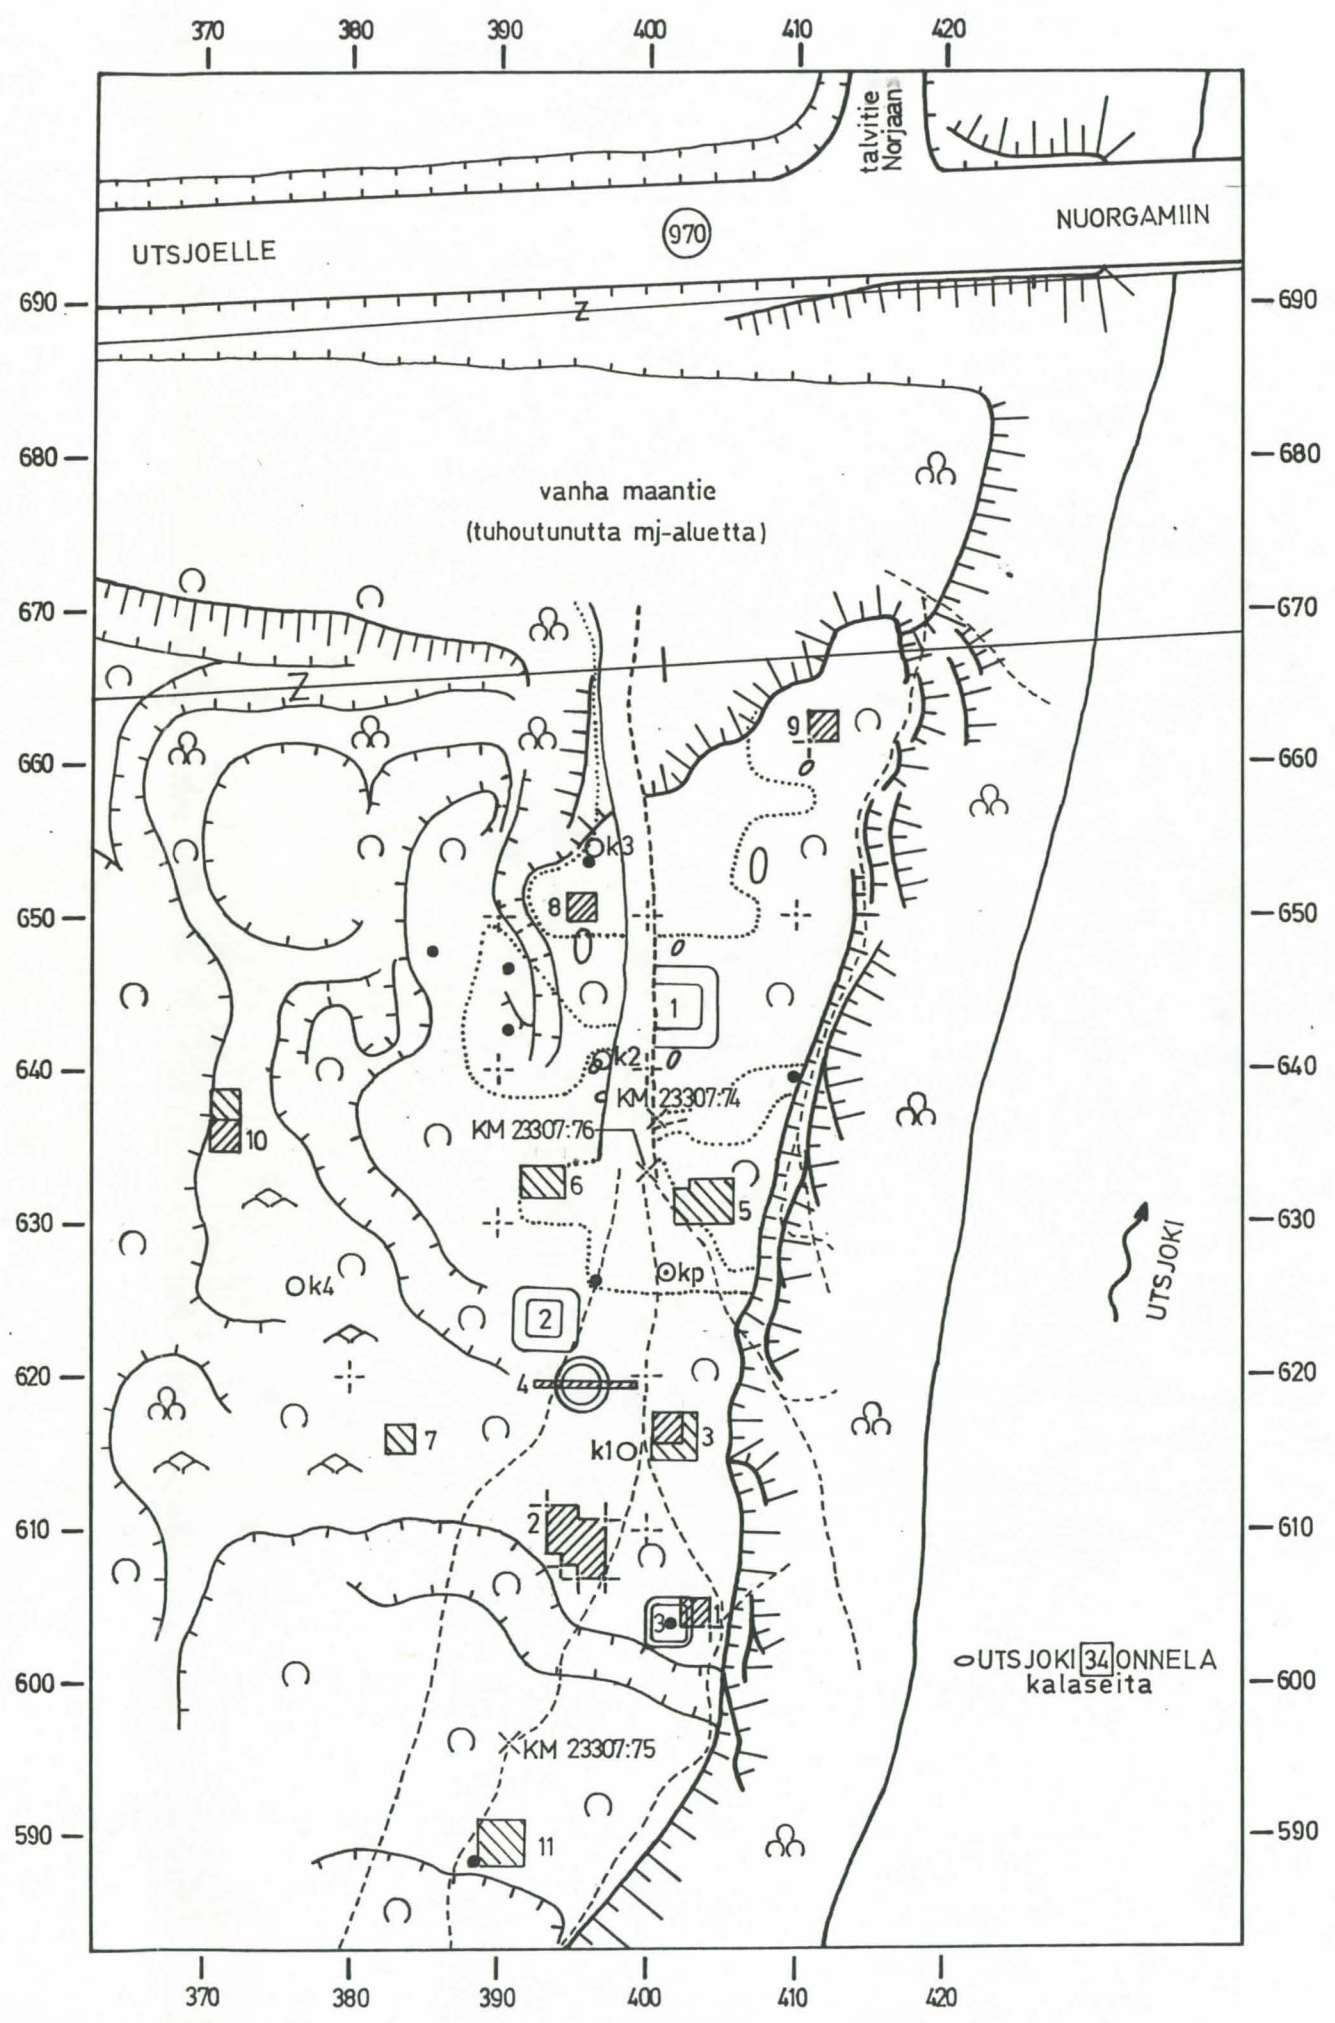 370 380 390 400 410 420
talvitie
Norjaan
NUORGAMIIN
970
UTSJOELLE
690 690
Z
680 680
vanha maantie
(tuhoutunutta mj-aluetta)
670 670
Z
9
660 660
k3
8
650 650
1
k2
640 640
KM 23307:74
KM 23307:76
10
6
5
630 630
UTSJOKI
kp
k4
2
620 620
4
7
k1
3
2
610 610
3
1
UTSJOKI 34 ONNELA
kalaseita
600 600
KM 23307:75
590 590
11
370 380 390 400 410 420